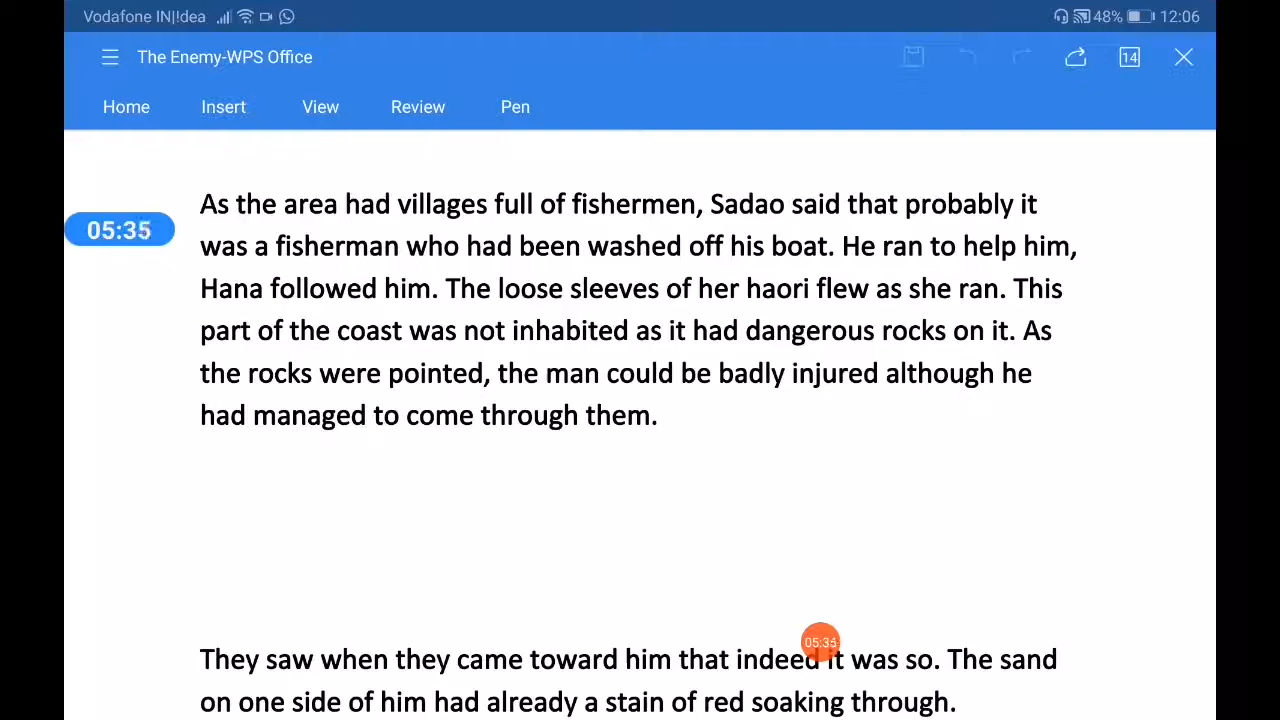 Vodafone IN|!dea 48% 12:06
The Enemy-WPS Office 14
Home Insert View Review Pen
As the area had villages full of fishermen, Sadao said that probably it
05:35
was a fisherman who had been washed off his boat. He ran to help him,
Hana followed him. The loose sleeves of her haori flew as she ran. This
part of the coast was not inhabited as it had dangerous rocks on it. As
the rocks were pointed, the man could be badly injured although he
had managed to come through them.
05:35
They saw when they came toward him that indeed it was so. The sand
on one side of him had already a stain of red soaking through.